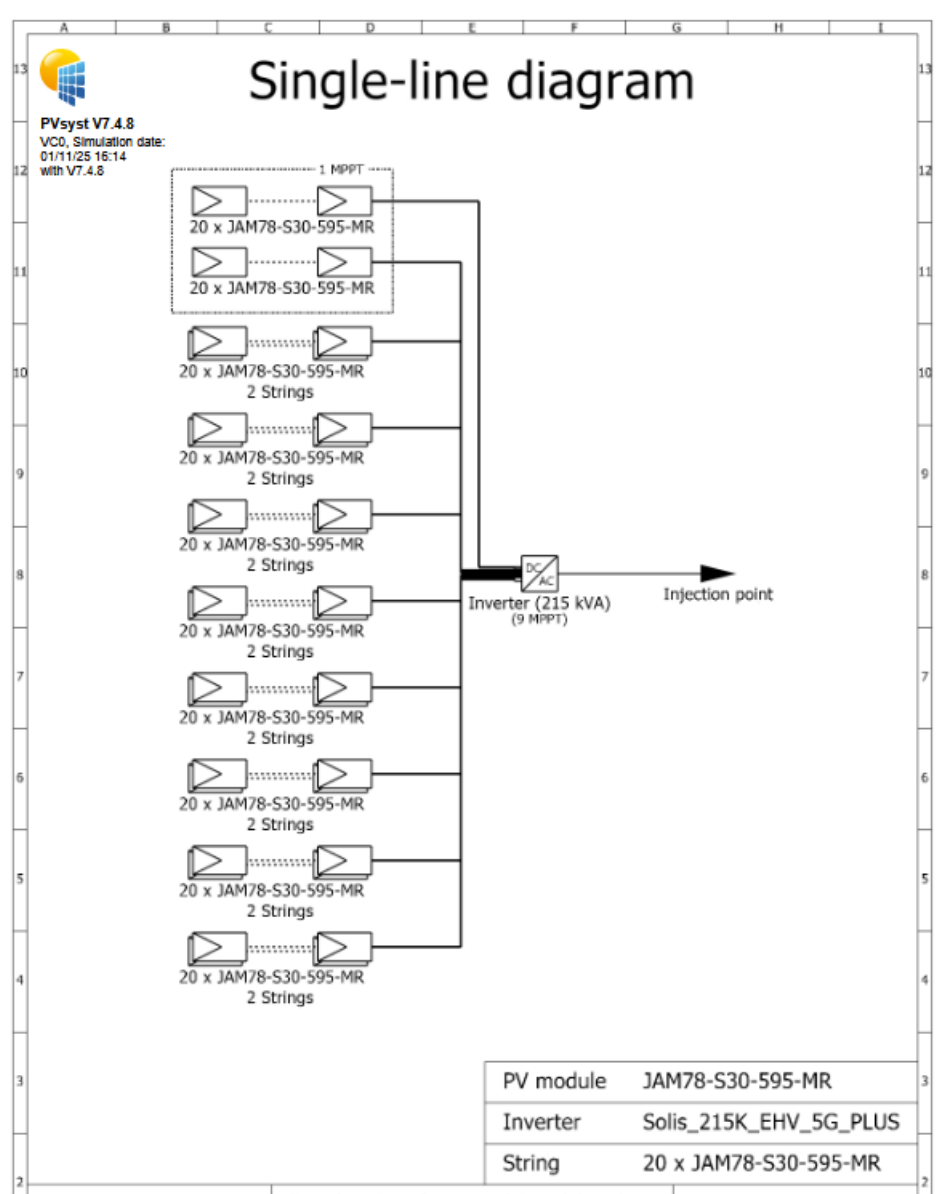 A B C D E F G H I
Single-line diagram
13 13
PVsyst V7.4.8
VC0, Simulation date:
01/11/25 16:14
with V7.4.8
12 12
1 MPPT
20 x JAM78-S30-595-MR
11 11
20 x JAM78-S30-595-MR
10 10
20 x JAM78-S30-595-MR
2 Strings
20 x JAM78-S30-595-MR
9 9
2 Strings
20 x JAM78-S30-595-MR
2 Strings
8 8
DC
AC
Inverter (215 kVA)
(9 MPPT)
Injection point
20 x JAM78-S30-595-MR
2 Strings
7 7
20 x JAM78-S30-595-MR
2 Strings
6 6
20 x JAM78-S30-595-MR
2 Strings
5 5
20 x JAM78-S30-595-MR
2 Strings
4 4
20 x JAM78-S30-595-MR
2 Strings
3 3
PV module JAM78-S30-595-MR
Inverter Solis_215K_EHV_5G_PLUS
String 20 x JAM78-S30-595-MR
2 2